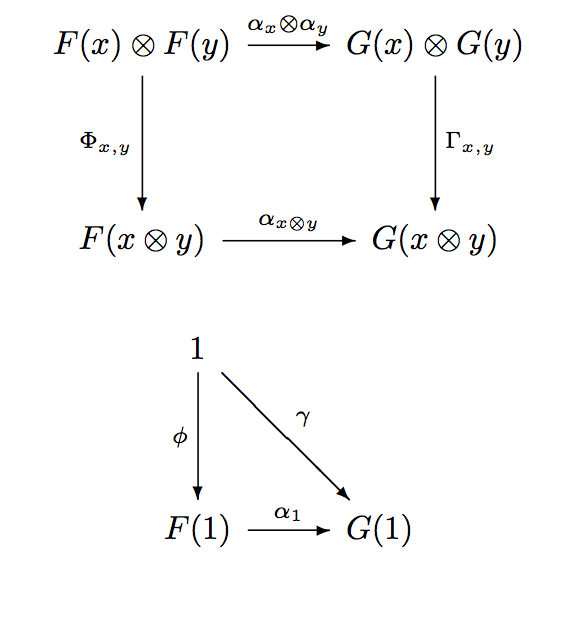 α_x⊗α_y
F(x) ⊗ F(y) G(x) ⊗ G(y)
Φ_{x,y} Γ_{x,y}
α_{x⊗y}
F(x ⊗ y) G(x ⊗ y)
1
γ
ϕ
α_1
F(1) G(1)